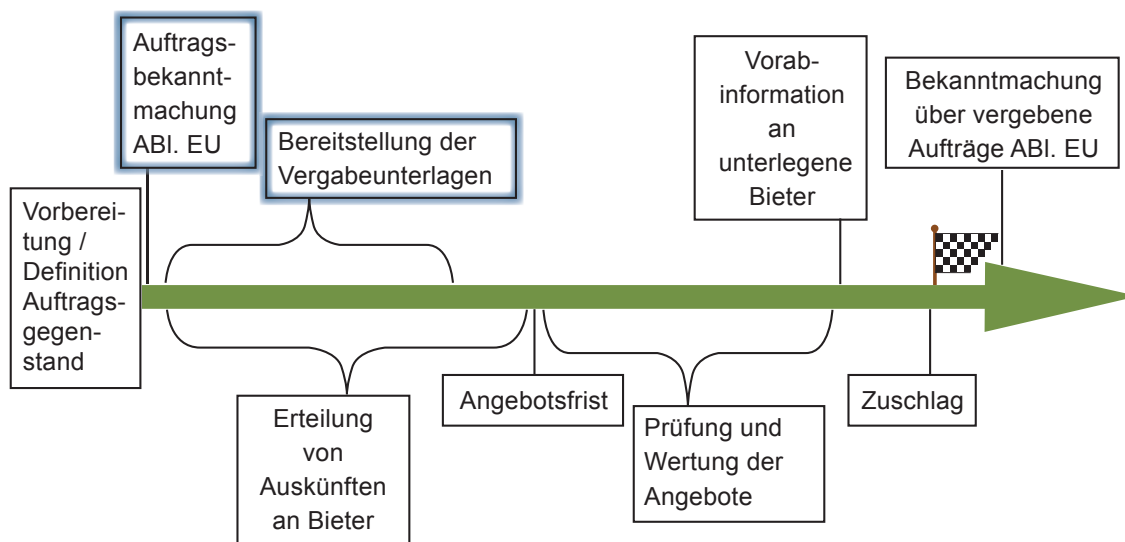 Auftrags-
bekannt-
machung
ABl. EU
Bereitstellung der
Vergabeunterlagen
Vorab-
information
an
unterlegene
Bieter
Bekanntmachung
über vergebene
Aufträge ABl. EU
Vorberei-
tung /
Definition
Auftrags-
gegen-
stand
Erteilung
von
Auskünften
an Bieter
Angebotsfrist
Prüfung und
Wertung der
Angebote
Zuschlag